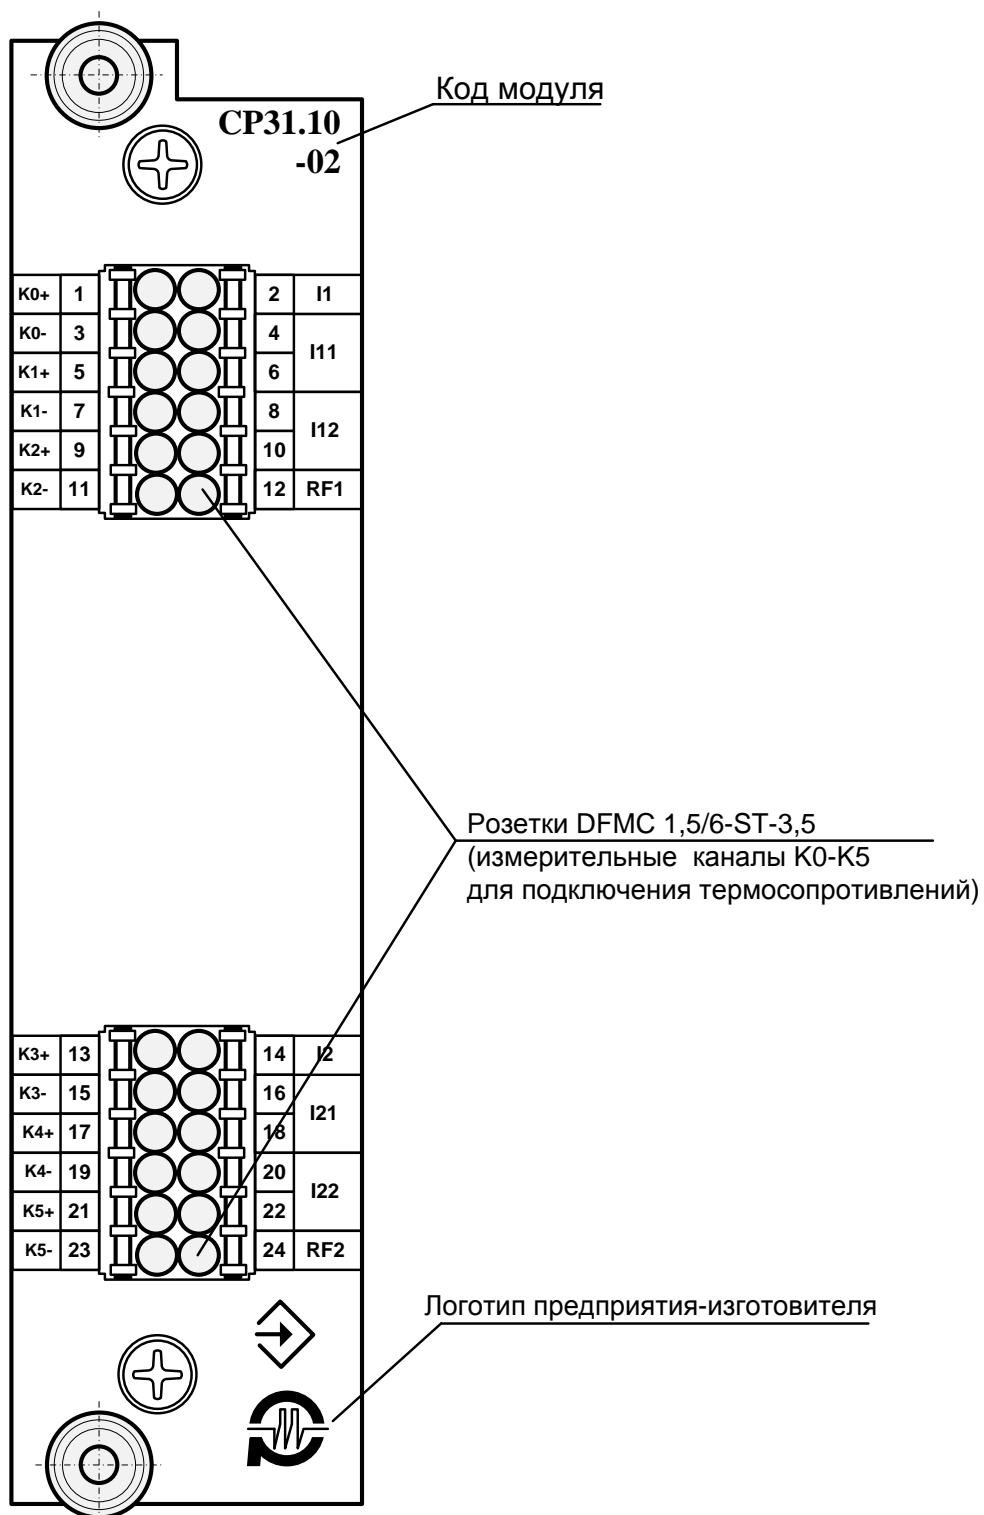 Код модуля
СР31.10
-02
K0+ 1 2 I1
K0- 3 4
I11
K1+ 5 6
K1- 7 8
I12
K2+ 9 10
K2- 11 12 RF1
Розетки DFMC 1,5/6-ST-3,5
(измерительные каналы К0-К5
для подключения термосопротивлений)
K3+ 13 14 I2
K3- 15 16
I21
K4+ 17 18
K4- 19 20
I22
K5+ 21 22
K5- 23 24 RF2
Логотип предприятия-изготовителя